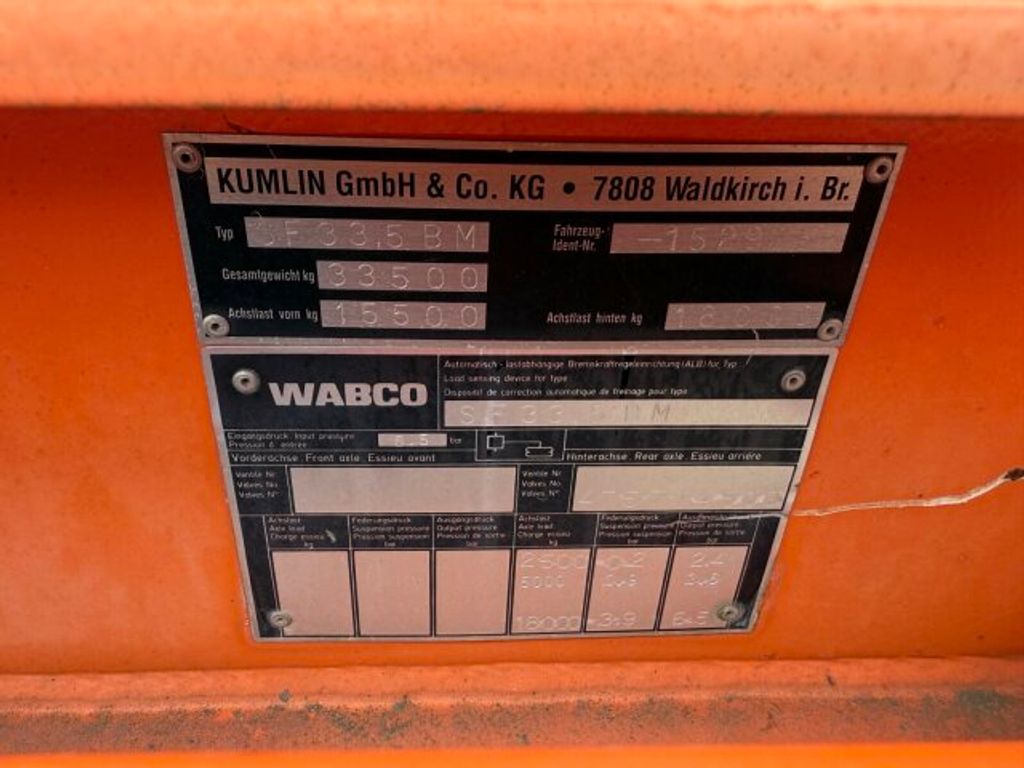 KUMLIN GmbH & Co. KG • 7808 Waldkirch i. Br.
Typ SF 33,5 BM Fahrzeug-Ident-Nr.
Gesamtgewicht kg 33500
Achslast vorn kg 15500 Achslast hinten kg
WABCO
Automatisch - lastabhängige Bremskraftregeleinrichtung (ALB) für Typ:
Load sensing device for type
Dispositif de correction automatique de freinage pour type
SF 33
Eingangsdruck, Input pressure
Pression d'entrée 6.5 bar
Vorderachse, Front axle, Essieu avant Hinterachse, Rear axle, Essieu arrière
Ventile Nr Ventile Nr
Valves No. Valves No.
Valves N° Valves N°
Achslast Federungsdruck Ausgangsdruck Achslast Federungsdruck Ausgangsdruck
Axle load Suspension pressure Output pressure Axle load Suspension pressure Output pressure
Charge essieu Pression suspension Pression de sortie Charge essieu Pression suspension Pression de sortie
kg bar bar kg bar bar
2500 0.2 2.4
5000
18000 3.9 6.5